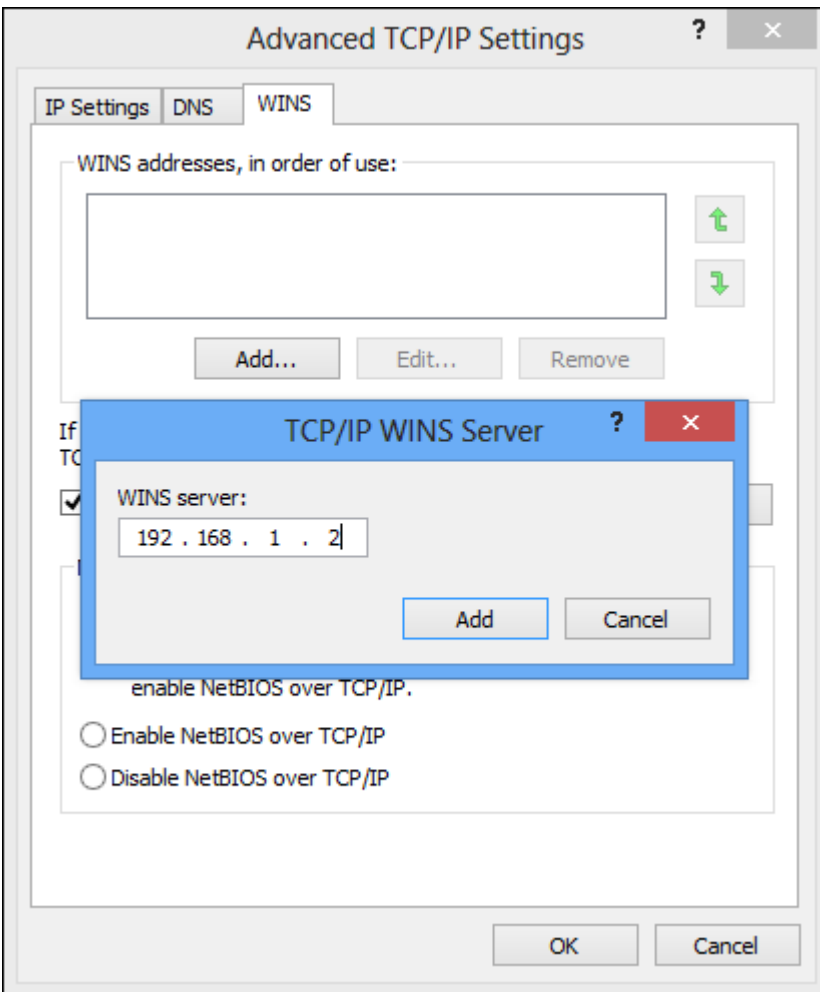 Advanced TCP/IP Settings ?
IP Settings DNS WINS
WINS addresses, in order of use:
Add... Edit... Remove
If
TCP/IP WINS Server ?
WINS server:
192 . 168 . 1 . 2
Add Cancel
enable NetBIOS over TCP/IP.
Enable NetBIOS over TCP/IP
Disable NetBIOS over TCP/IP
OK Cancel